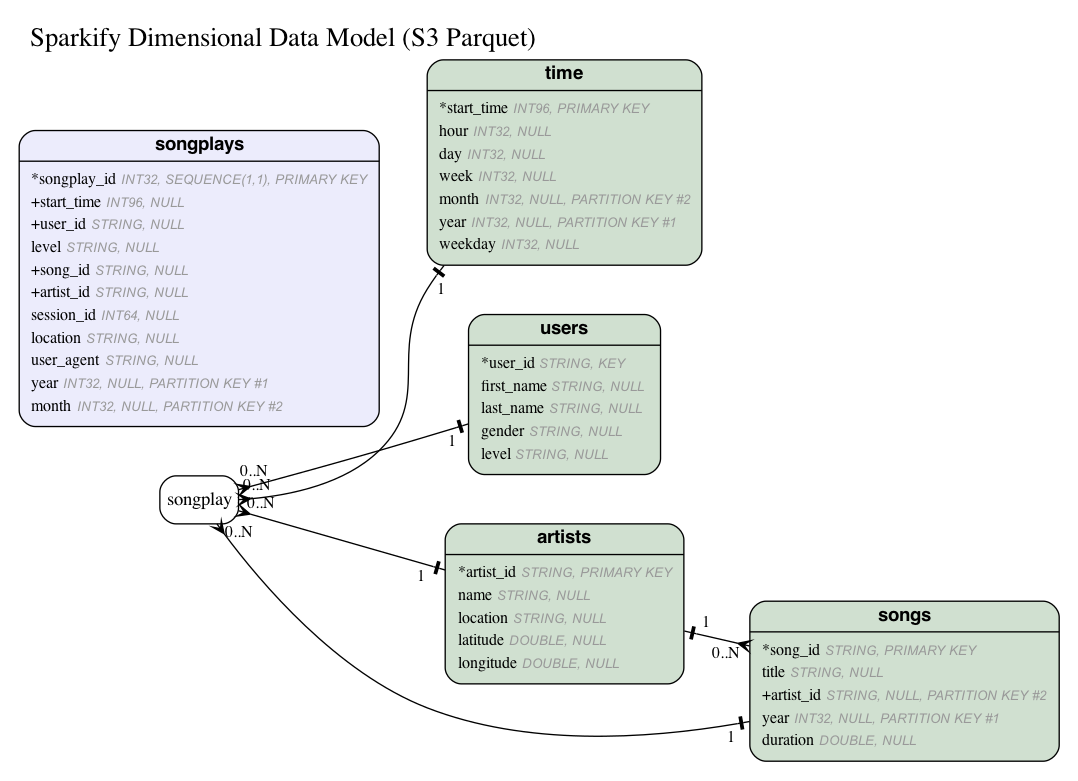 Sparkify Dimensional Data Model (S3 Parquet)
songplays
*songplay_id INT32, SEQUENCE(1,1), PRIMARY KEY
+start_time INT96, NULL
+user_id STRING, NULL
level STRING, NULL
+song_id STRING, NULL
+artist_id STRING, NULL
session_id INT64, NULL
location STRING, NULL
user_agent STRING, NULL
year INT32, NULL, PARTITION KEY #1
month INT32, NULL, PARTITION KEY #2
time
*start_time INT96, PRIMARY KEY
hour INT32, NULL
day INT32, NULL
week INT32, NULL
month INT32, NULL, PARTITION KEY #2
year INT32, NULL, PARTITION KEY #1
weekday INT32, NULL
1
users
*user_id STRING, KEY
first_name STRING, NULL
last_name STRING, NULL
gender STRING, NULL
level STRING, NULL
1
0..N
0..N
0..N
songplay
0..N
artists
*artist_id STRING, PRIMARY KEY
name STRING, NULL
location STRING, NULL
latitude DOUBLE, NULL
longitude DOUBLE, NULL
1
1
0..N
songs
*song_id STRING, PRIMARY KEY
title STRING, NULL
+artist_id STRING, NULL, PARTITION KEY #2
year INT32, NULL, PARTITION KEY #1
duration DOUBLE, NULL
1